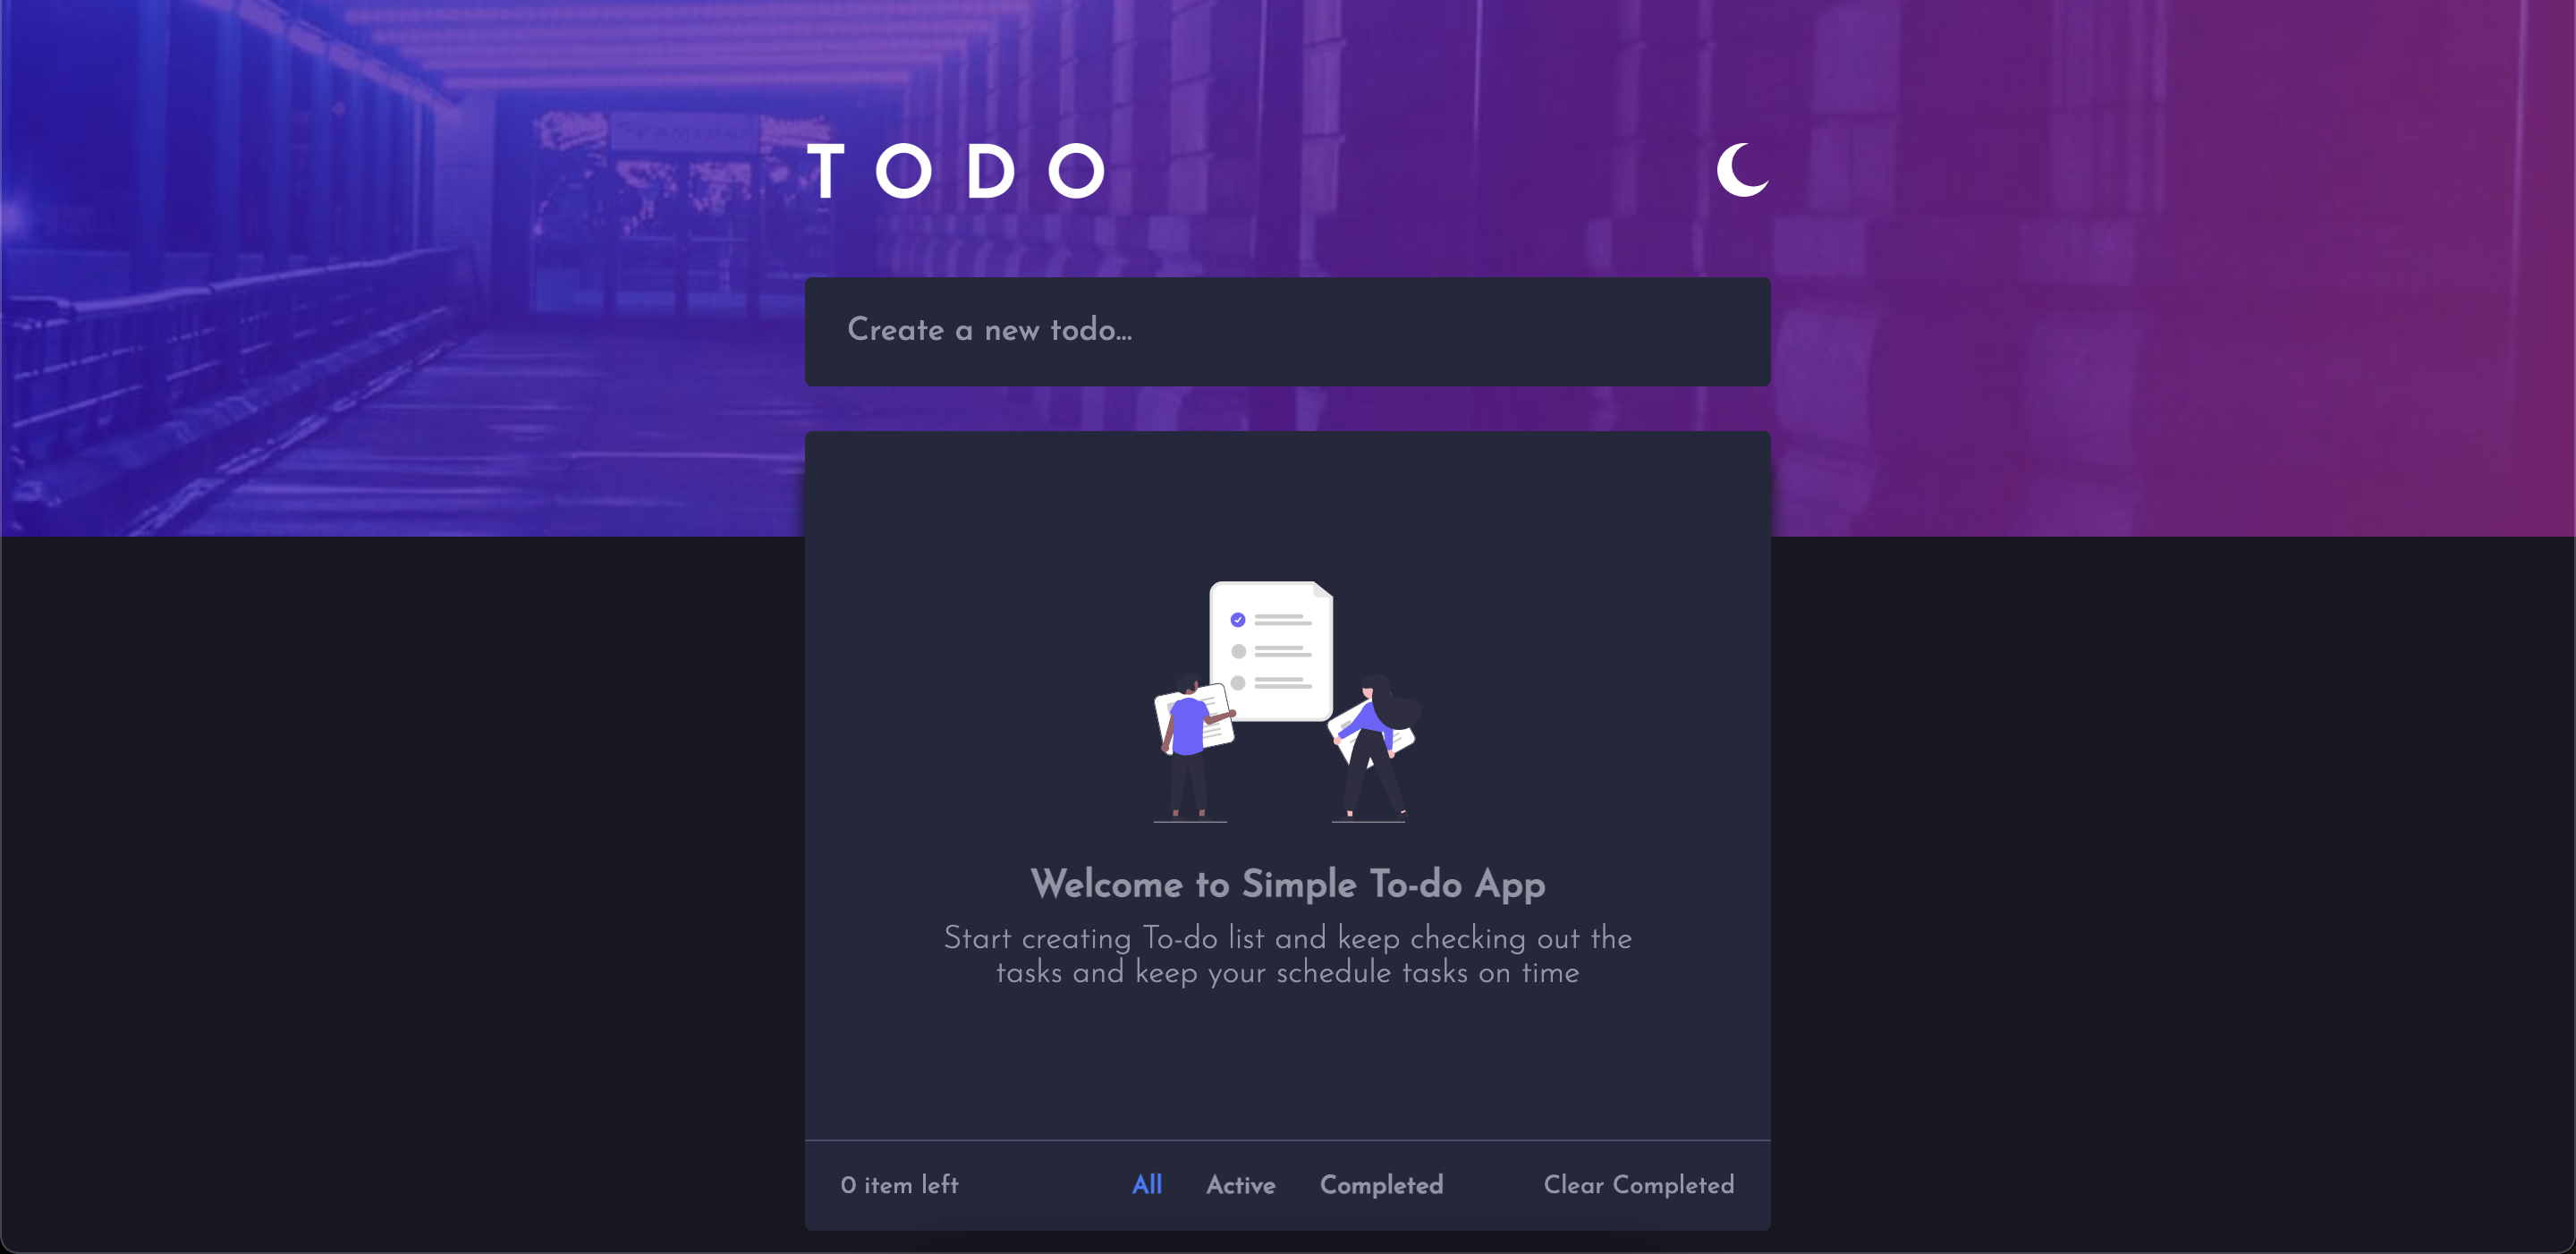 TODO
Create a new todo...
Welcome to Simple To-do App
Start creating To-do list and keep checking out the
tasks and keep your schedule tasks on time
0 item left All Active Completed Clear Completed